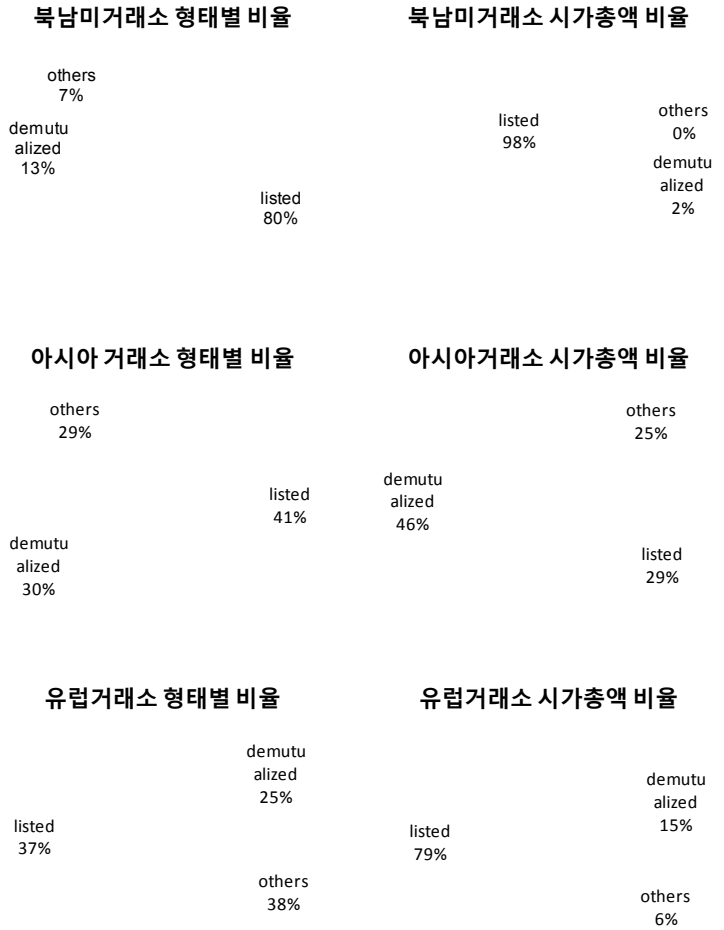 북남미거래소 형태별 비율
others
7%
demutu
alized
13%
listed
80%
북남미거래소 시가총액 비율
listed
98%
others
0%
demutu
alized
2%
아시아 거래소 형태별 비율
others
29%
listed
41%
demutu
alized
30%
아시아거래소 시가총액 비율
others
25%
demutu
alized
46%
listed
29%
유럽거래소 형태별 비율
demutu
alized
25%
listed
37%
others
38%
유럽거래소 시가총액 비율
demutu
alized
15%
listed
79%
others
6%